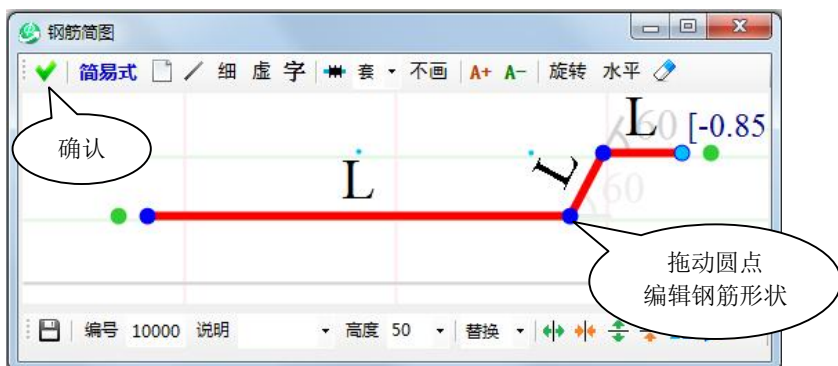 钢筋简图
简易式 细 虚 字 套 不画 A+ A- 旋转 水平
确认
L
L
L
60
60
[-0.85
拖动圆点
编辑钢筋形状
编号 10000 说明 高度 50 替换